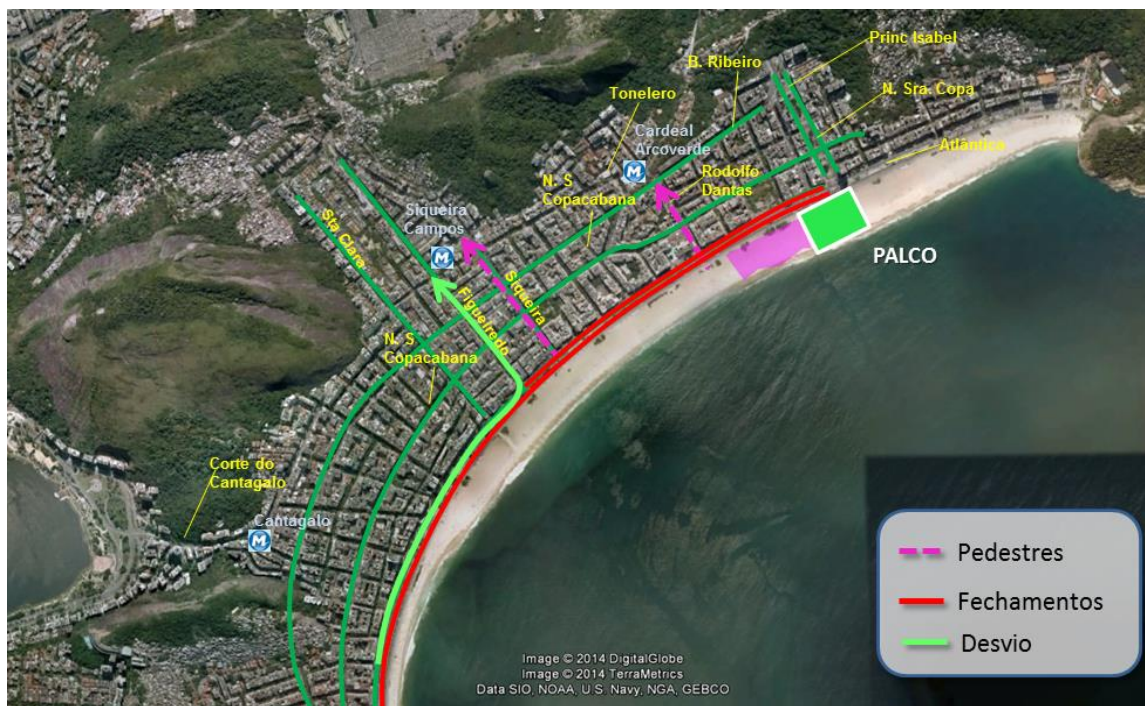 Princ Isabel
B. Ribeiro
N. Sra. Copa
Tonelero
Cardeal
Arcoverde
Atlântica
Rodolfo
Dantas
N. S
Copacabana
Siqueira
Campos
Sta Clara
PALCO
Siqueira
Figueiredo
N. S
Copacabana
Corte do
Cantagalo
Cantagalo
M
M
M
Pedestres
Fechamentos
Desvio
Image © 2014 DigitalGlobe
Image © 2014 TerraMetrics
Data SIO, NOAA, U.S. Navy, NGA, GEBCO